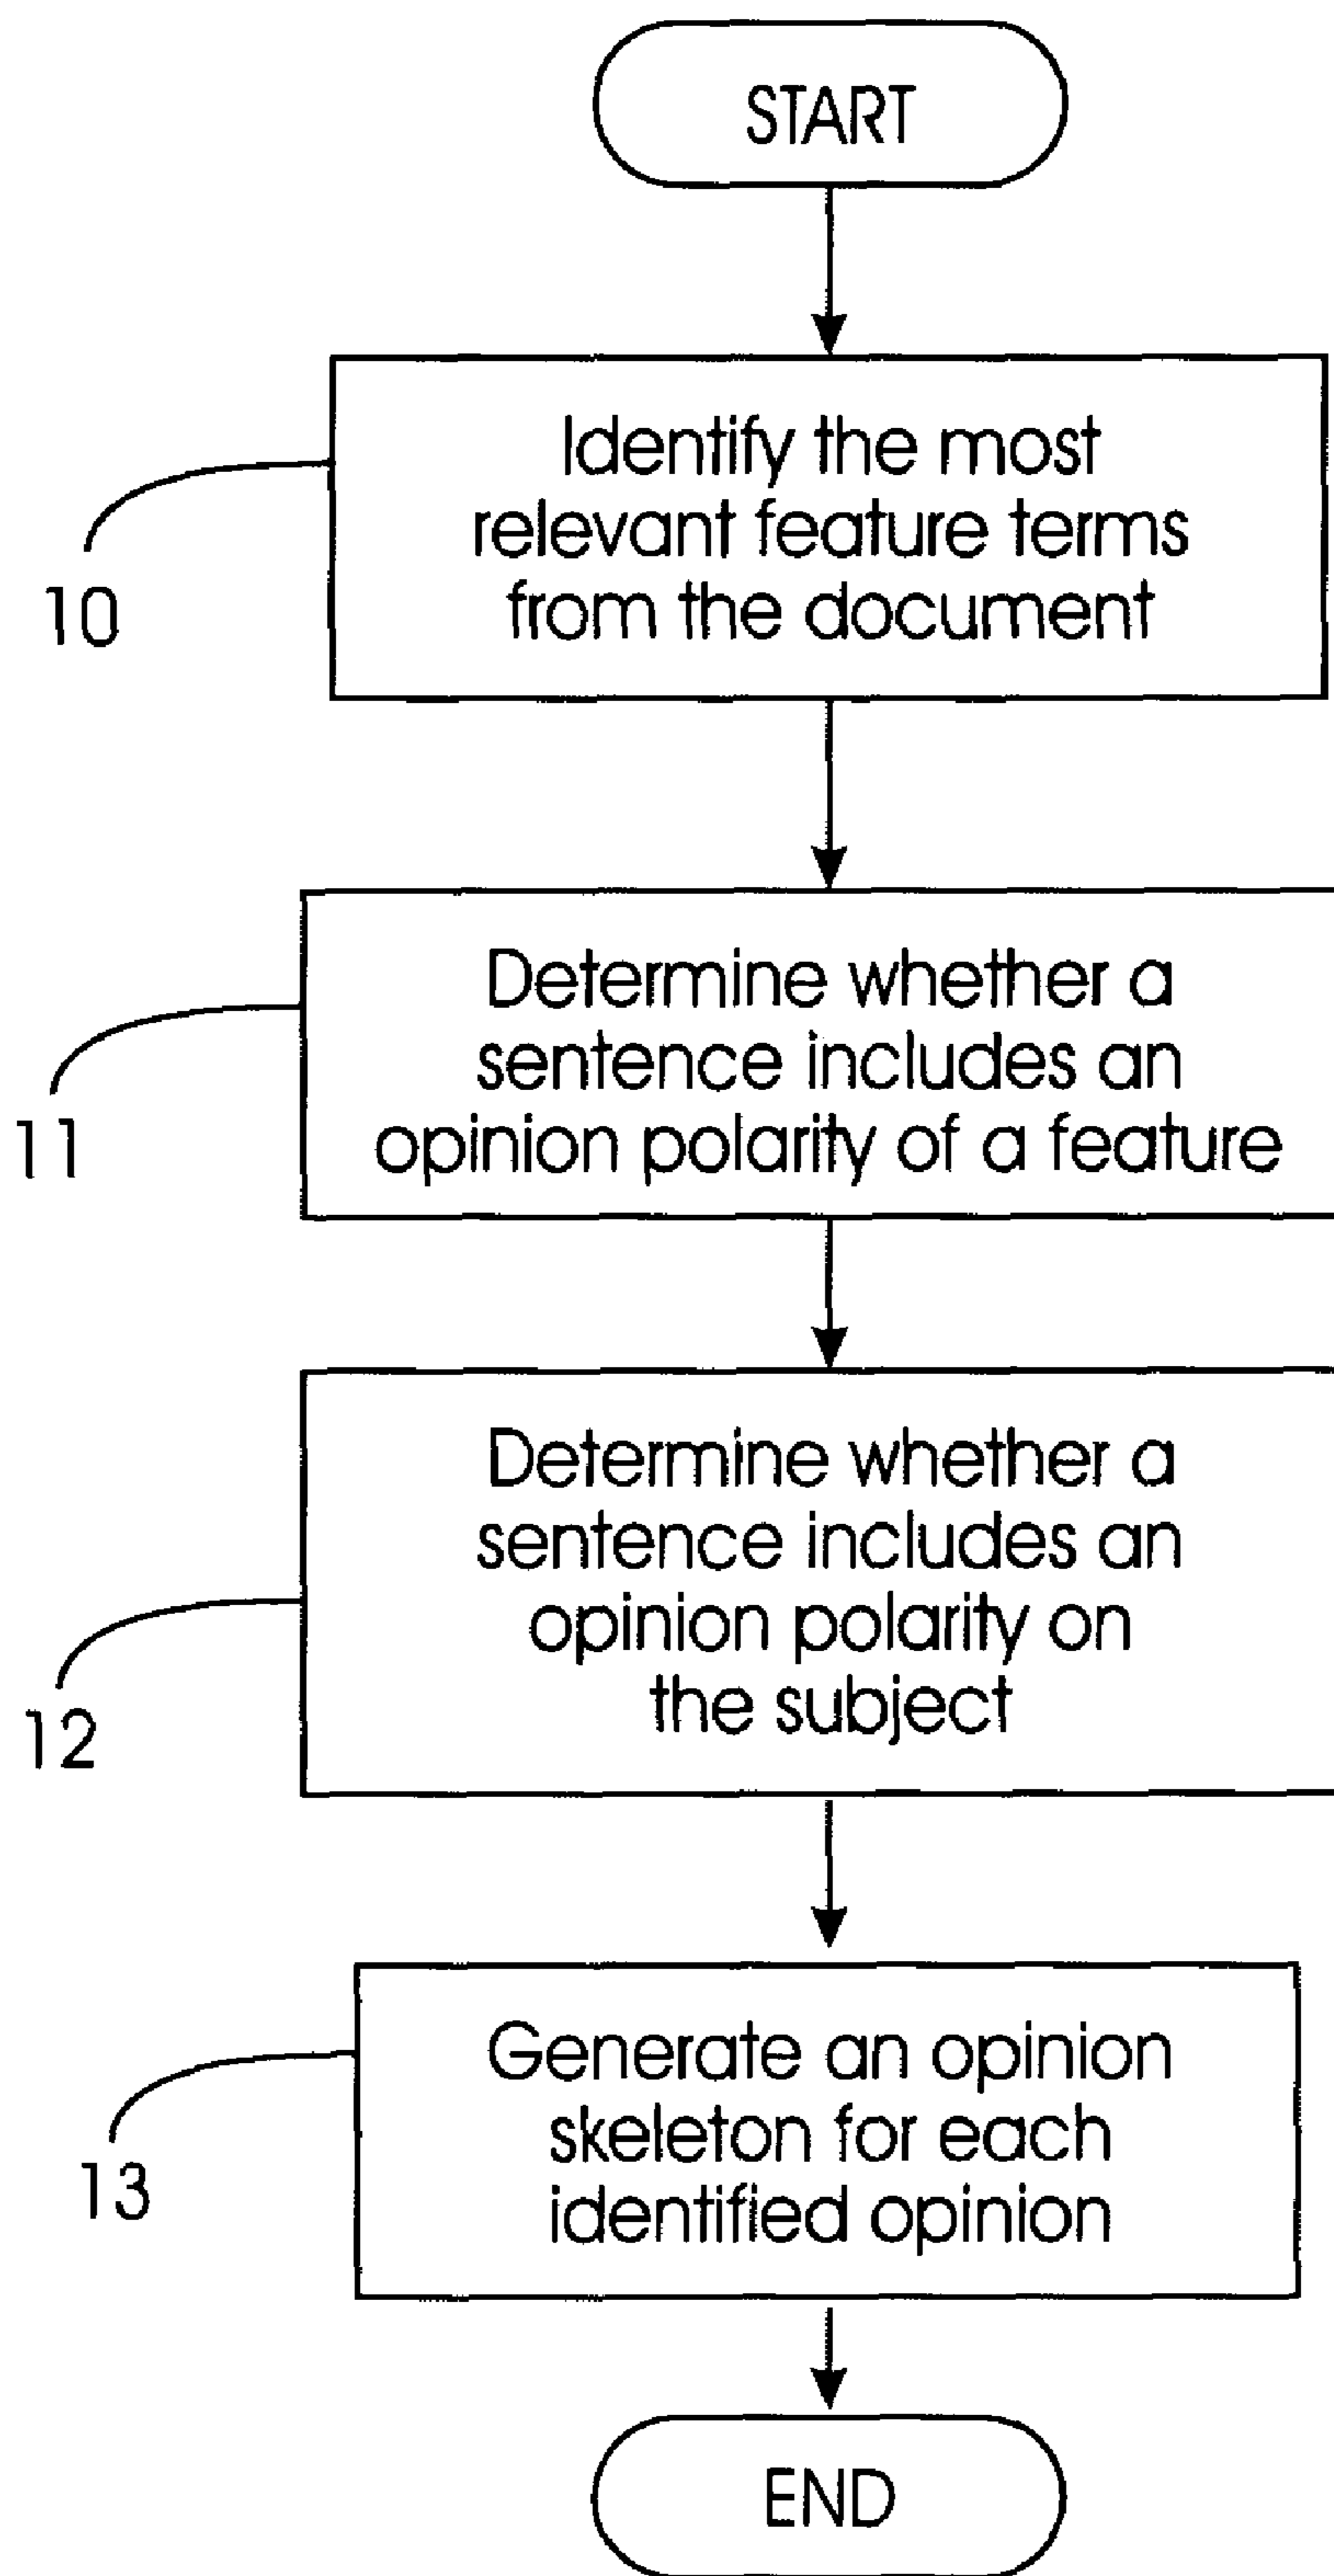 START
Identify the most
relevant feature terms
from the document
10
Determine whether a
sentence includes an
opinion polarity of a feature
11
Determine whether a
sentence includes an
opinion polarity on
the subject
12
Generate an opinion
skeleton for each
identified opinion
13
END